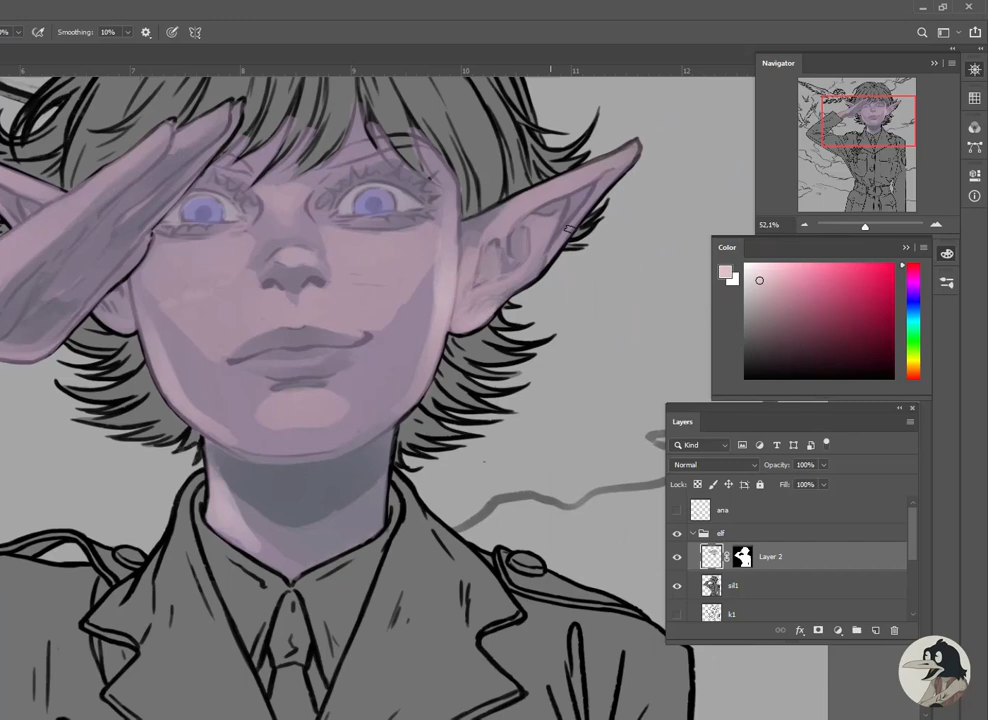 0%
Smoothing: 10%
6 7 8 9 10 11 12
Navigator
52,1%
Color
Layers
Kind
Normal Opacity: 100%
Lock: Fill: 100%
ana
elf
Layer 2
sil1
k1